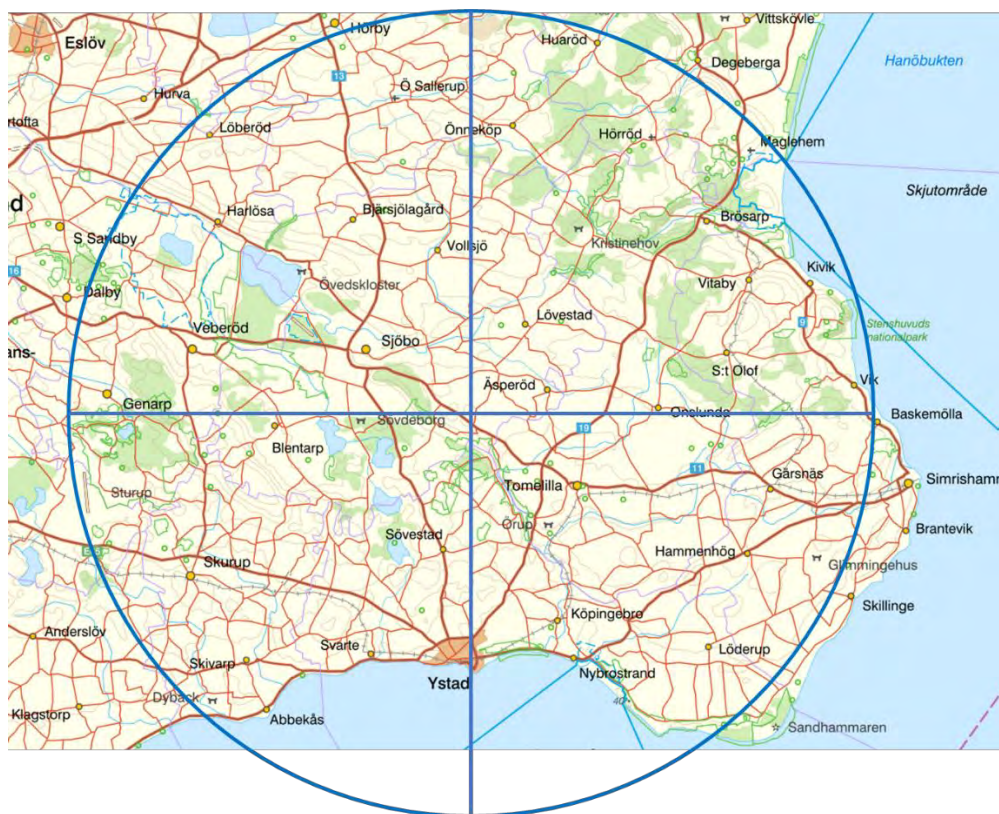 Eslöv
Hörby
Vittskövle
Huaröd
Degeberga
Hanöbukten
13
Hurva
Ö Sallerup
rtofta
Löberöd
Önneköp
Hörröd
Maglehem
Skjutområde
d
Harlösa
Bjärsjölagård
Brösarp
S Sandby
Vollsjö
Kristinehov
16
Övedskloster
Vitaby
Kivik
Dalby
Lövestad
9
Stenshuvuds
nationalpark
Veberöd
Sjöbo
ans-
S:t Olof
Äsperöd
Vik
Genarp
Onslunda
Sövdeborg
Baskemölla
19
Blentarp
11
Gärsnäs
Tomelilla
Simrishamn
Sturup
Örup
Brantevik
Sövestad
Hammenhög
Glimmingehus
Skurup
Skillinge
Köpingebro
Anderslöv
Svarte
Löderup
Skivarp
Nybrostrand
Ystad
Dybäck
40
Klagstorp
Abbekås
Sandhammaren